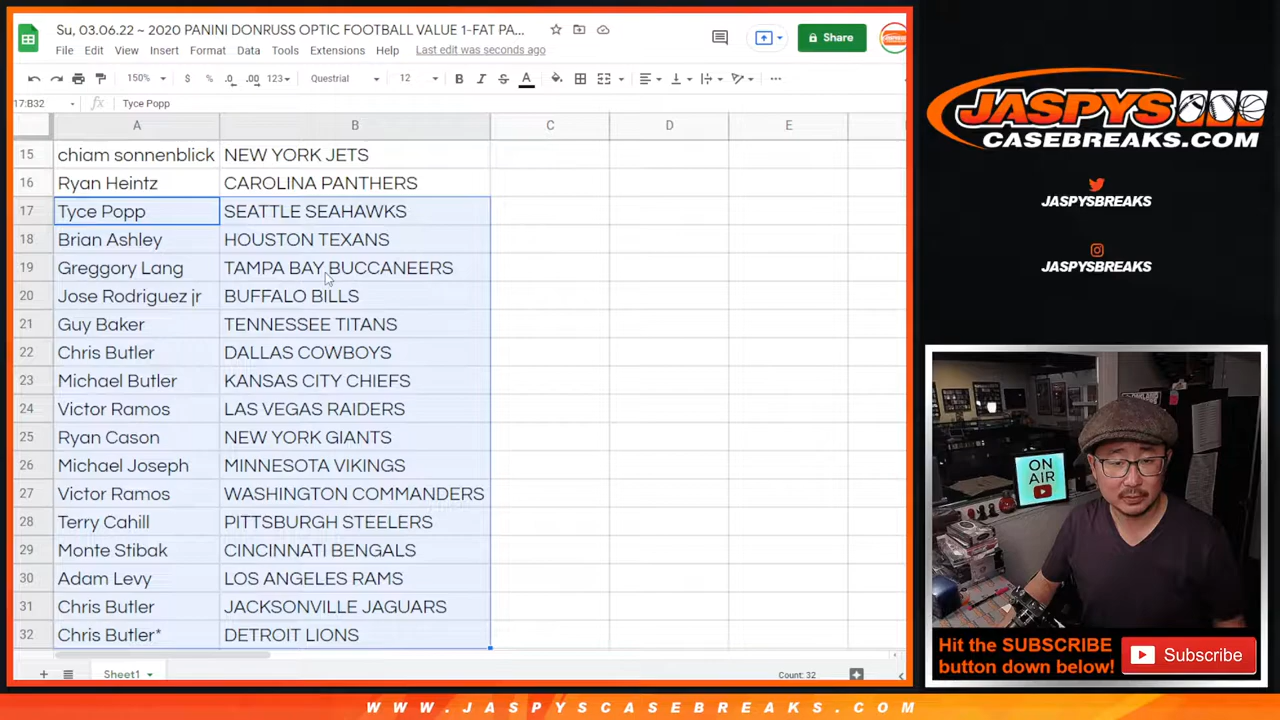 Su, 03.06.22 ~ 2020 PANINI DONRUSS OPTIC FOOTBALL VALUE 1-FAT PA...
File Edit View Insert Format Data Tools Extensions Help Last edit was seconds ago
Share
150% $ % .0 .00 123 Questrial 12 B I S A
17:B32 fx Tyce Popp
A B C D E
15 chiam sonnenblick NEW YORK JETS
16 Ryan Heintz CAROLINA PANTHERS
17 Tyce Popp SEATTLE SEAHAWKS
18 Brian Ashley HOUSTON TEXANS
19 Greggory Lang TAMPA BAY BUCCANEERS
20 Jose Rodriguez jr BUFFALO BILLS
21 Guy Baker TENNESSEE TITANS
22 Chris Butler DALLAS COWBOYS
23 Michael Butler KANSAS CITY CHIEFS
24 Victor Ramos LAS VEGAS RAIDERS
25 Ryan Cason NEW YORK GIANTS
26 Michael Joseph MINNESOTA VIKINGS
27 Victor Ramos WASHINGTON COMMANDERS
28 Terry Cahill PITTSBURGH STEELERS
29 Monte Stibak CINCINNATI BENGALS
30 Adam Levy LOS ANGELES RAMS
31 Chris Butler JACKSONVILLE JAGUARS
32 Chris Butler* DETROIT LIONS
Sheet1 Count: 32
JASPYS
CASEBREAKS.COM
JASPYSBREAKS
JASPYSBREAKS
ON
AIR
Hit the SUBSCRIBE
button down below!
Subscribe
WWW.JASPYSCASEBREAKS.COM